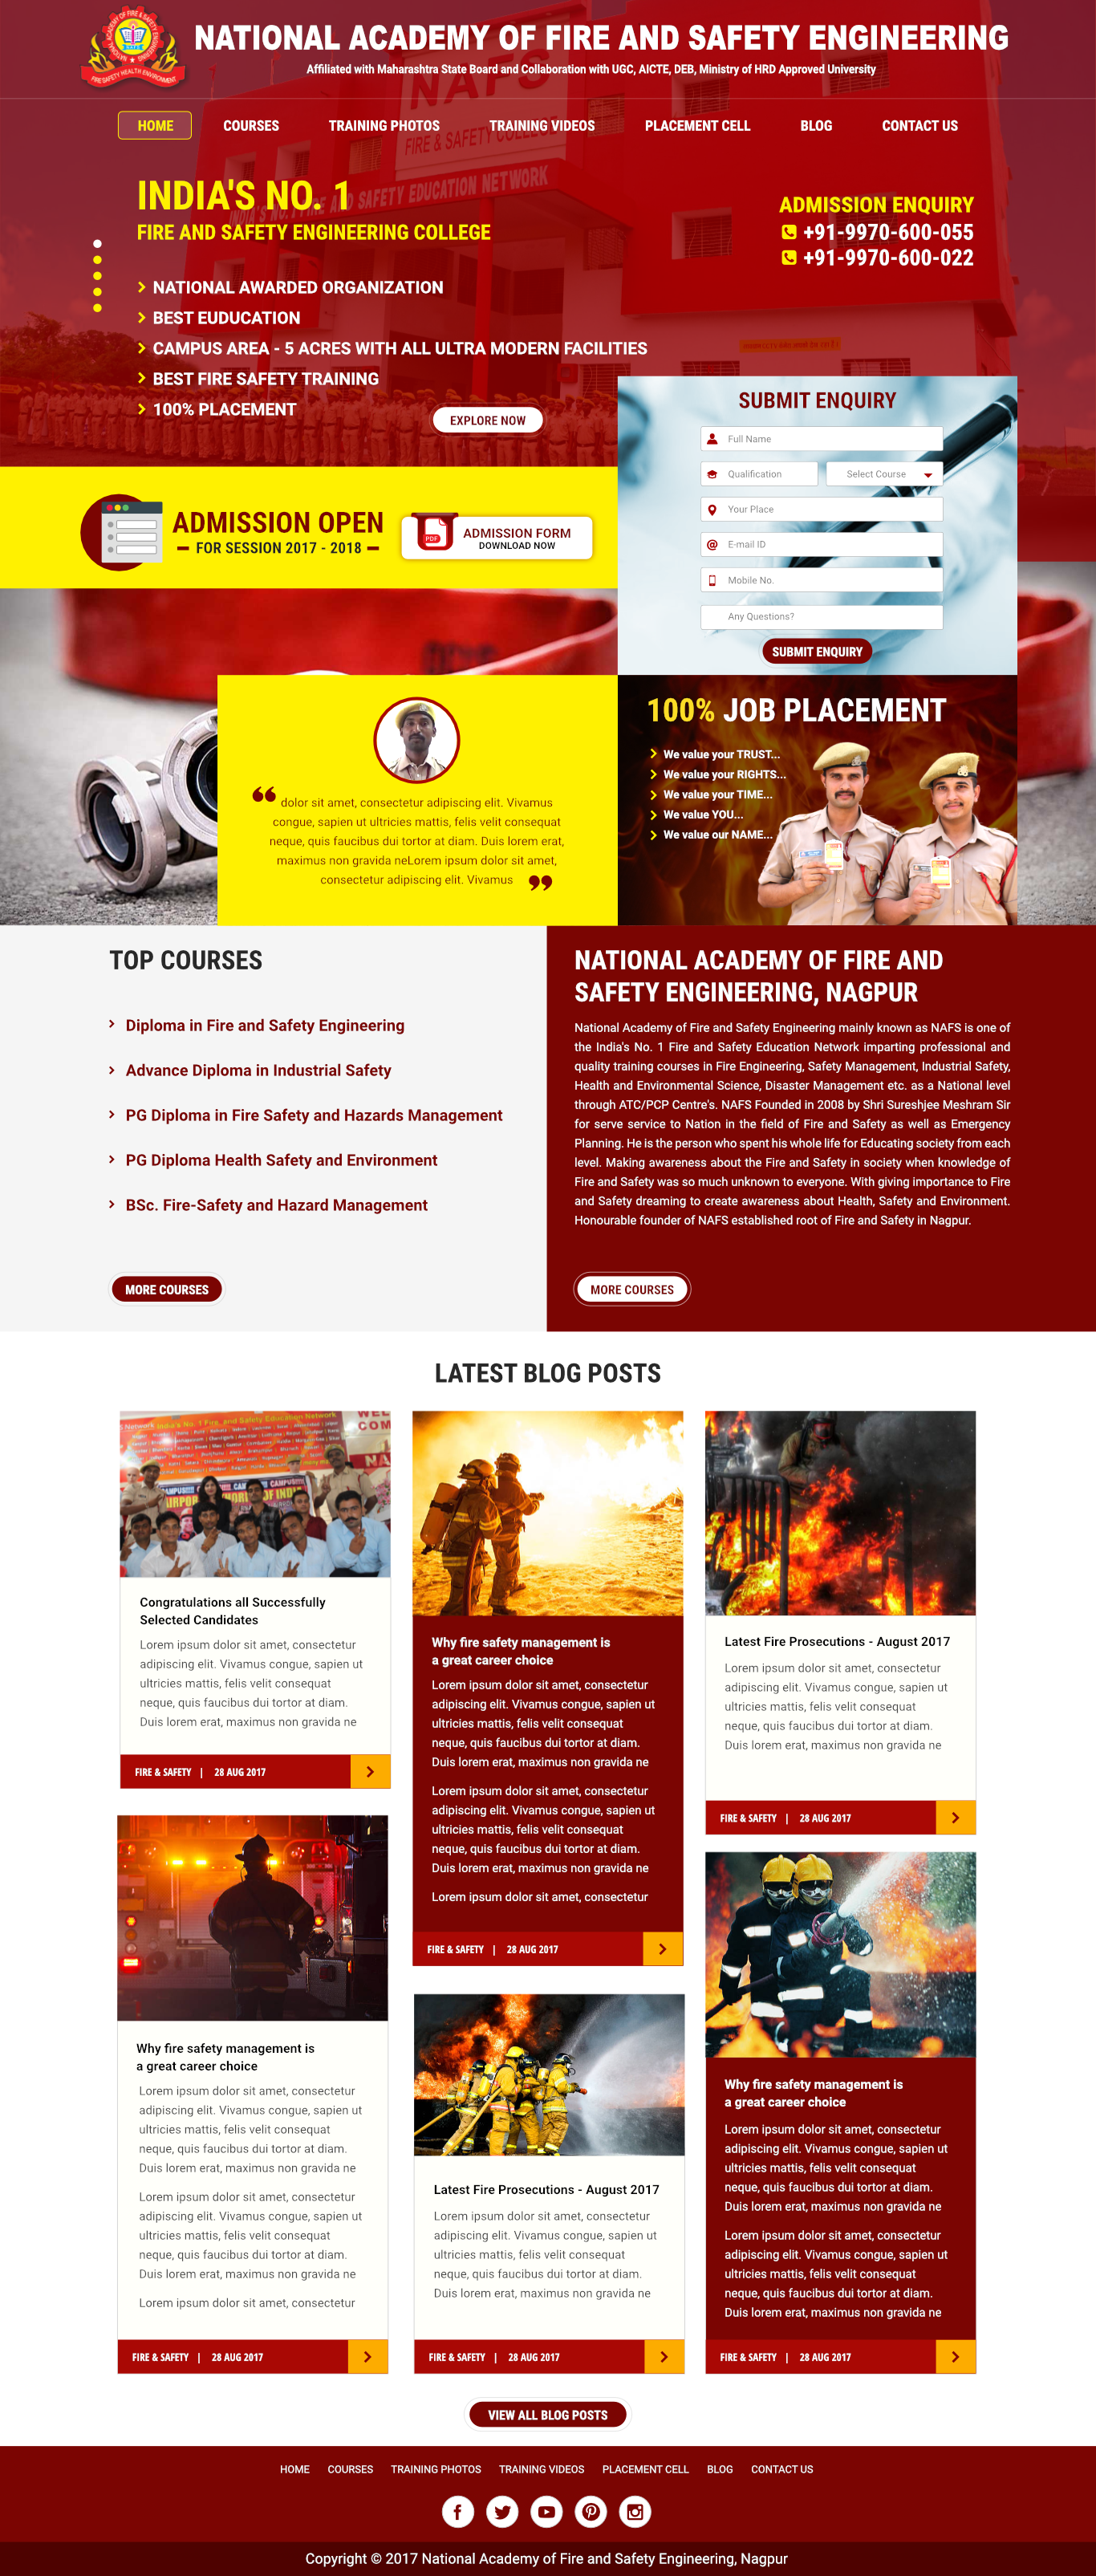 NATIONAL ACADEMY OF FIRE AND SAFETY ENGINEERING
Affiliated with Maharashtra State Board and Collaboration with UGC, AICTE, DEB, Ministry of HRD Approved University
NAFS
FIRE & SAFETY COLLEGE
HOME
COURSES
TRAINING PHOTOS
TRAINING VIDEOS
PLACEMENT CELL
BLOG
CONTACT US
INDIA'S NO. 1 FIRE AND SAFETY EDUCATION NETWORK
INDIA'S NO. 1
FIRE AND SAFETY ENGINEERING COLLEGE
NATIONAL AWARDED ORGANIZATION
BEST EUDUCATION
CAMPUS AREA - 5 ACRES WITH ALL ULTRA MODERN FACILITIES
BEST FIRE SAFETY TRAINING
100% PLACEMENT
EXPLORE NOW
ADMISSION ENQUIRY
+91-9970-600-055
+91-9970-600-022
SUBMIT ENQUIRY
Full Name
Qualification
Select Course
Your Place
E-mail ID
Mobile No.
Any Questions?
SUBMIT ENQUIRY
ADMISSION OPEN
FOR SESSION 2017 - 2018
PDF
ADMISSION FORM
DOWNLOAD NOW
“ dolor sit amet, consectetur adipiscing elit. Vivamus
congue, sapien ut ultricies mattis, felis velit consequat
neque, quis faucibus dui tortor at diam. Duis lorem erat,
maximus non gravida neLorem ipsum dolor sit amet,
consectetur adipiscing elit. Vivamus ”
100% JOB PLACEMENT
We value your TRUST...
We value your RIGHTS...
We value your TIME...
We value YOU...
We value our NAME...
TOP COURSES
Diploma in Fire and Safety Engineering
Advance Diploma in Industrial Safety
PG Diploma in Fire Safety and Hazards Management
PG Diploma Health Safety and Environment
BSc. Fire-Safety and Hazard Management
MORE COURSES
NATIONAL ACADEMY OF FIRE AND
SAFETY ENGINEERING, NAGPUR
National Academy of Fire and Safety Engineering mainly known as NAFS is one of
the India's No. 1 Fire and Safety Education Network imparting professional and
quality training courses in Fire Engineering, Safety Management, Industrial Safety,
Health and Environmental Science, Disaster Management etc. as a National level
through ATC/PCP Centre's. NAFS Founded in 2008 by Shri Sureshjee Meshram Sir
for serve service to Nation in the field of Fire and Safety as well as Emergency
Planning. He is the person who spent his whole life for Educating society from each
level. Making awareness about the Fire and Safety in society when knowledge of
Fire and Safety was so much unknown to everyone. With giving importance to Fire
and Safety dreaming to create awareness about Health, Safety and Environment.
Honourable founder of NAFS established root of Fire and Safety in Nagpur.
MORE COURSES
LATEST BLOG POSTS
Network India's No. 1 Fire and Safety Education Network
Congratulations all Successfully
Selected Candidates
Lorem ipsum dolor sit amet, consectetur
adipiscing elit. Vivamus congue, sapien ut
ultricies mattis, felis velit consequat
neque, quis faucibus dui tortor at diam.
Duis lorem erat, maximus non gravida ne
FIRE & SAFETY | 28 AUG 2017
Why fire safety management is
a great career choice
Lorem ipsum dolor sit amet, consectetur
adipiscing elit. Vivamus congue, sapien ut
ultricies mattis, felis velit consequat
neque, quis faucibus dui tortor at diam.
Duis lorem erat, maximus non gravida ne
Lorem ipsum dolor sit amet, consectetur
adipiscing elit. Vivamus congue, sapien ut
ultricies mattis, felis velit consequat
neque, quis faucibus dui tortor at diam.
Duis lorem erat, maximus non gravida ne
Lorem ipsum dolor sit amet, consectetur
FIRE & SAFETY | 28 AUG 2017
Latest Fire Prosecutions - August 2017
Lorem ipsum dolor sit amet, consectetur
adipiscing elit. Vivamus congue, sapien ut
ultricies mattis, felis velit consequat
neque, quis faucibus dui tortor at diam.
Duis lorem erat, maximus non gravida ne
FIRE & SAFETY | 28 AUG 2017
Why fire safety management is
a great career choice
Lorem ipsum dolor sit amet, consectetur
adipiscing elit. Vivamus congue, sapien ut
ultricies mattis, felis velit consequat
neque, quis faucibus dui tortor at diam.
Duis lorem erat, maximus non gravida ne
Lorem ipsum dolor sit amet, consectetur
adipiscing elit. Vivamus congue, sapien ut
ultricies mattis, felis velit consequat
neque, quis faucibus dui tortor at diam.
Duis lorem erat, maximus non gravida ne
Lorem ipsum dolor sit amet, consectetur
FIRE & SAFETY | 28 AUG 2017
Latest Fire Prosecutions - August 2017
Lorem ipsum dolor sit amet, consectetur
adipiscing elit. Vivamus congue, sapien ut
ultricies mattis, felis velit consequat
neque, quis faucibus dui tortor at diam.
Duis lorem erat, maximus non gravida ne
FIRE & SAFETY | 28 AUG 2017
Why fire safety management is
a great career choice
Lorem ipsum dolor sit amet, consectetur
adipiscing elit. Vivamus congue, sapien ut
ultricies mattis, felis velit consequat
neque, quis faucibus dui tortor at diam.
Duis lorem erat, maximus non gravida ne
Lorem ipsum dolor sit amet, consectetur
adipiscing elit. Vivamus congue, sapien ut
ultricies mattis, felis velit consequat
neque, quis faucibus dui tortor at diam.
Duis lorem erat, maximus non gravida ne
FIRE & SAFETY | 28 AUG 2017
VIEW ALL BLOG POSTS
HOME
COURSES
TRAINING PHOTOS
TRAINING VIDEOS
PLACEMENT CELL
BLOG
CONTACT US
Copyright © 2017 National Academy of Fire and Safety Engineering, Nagpur